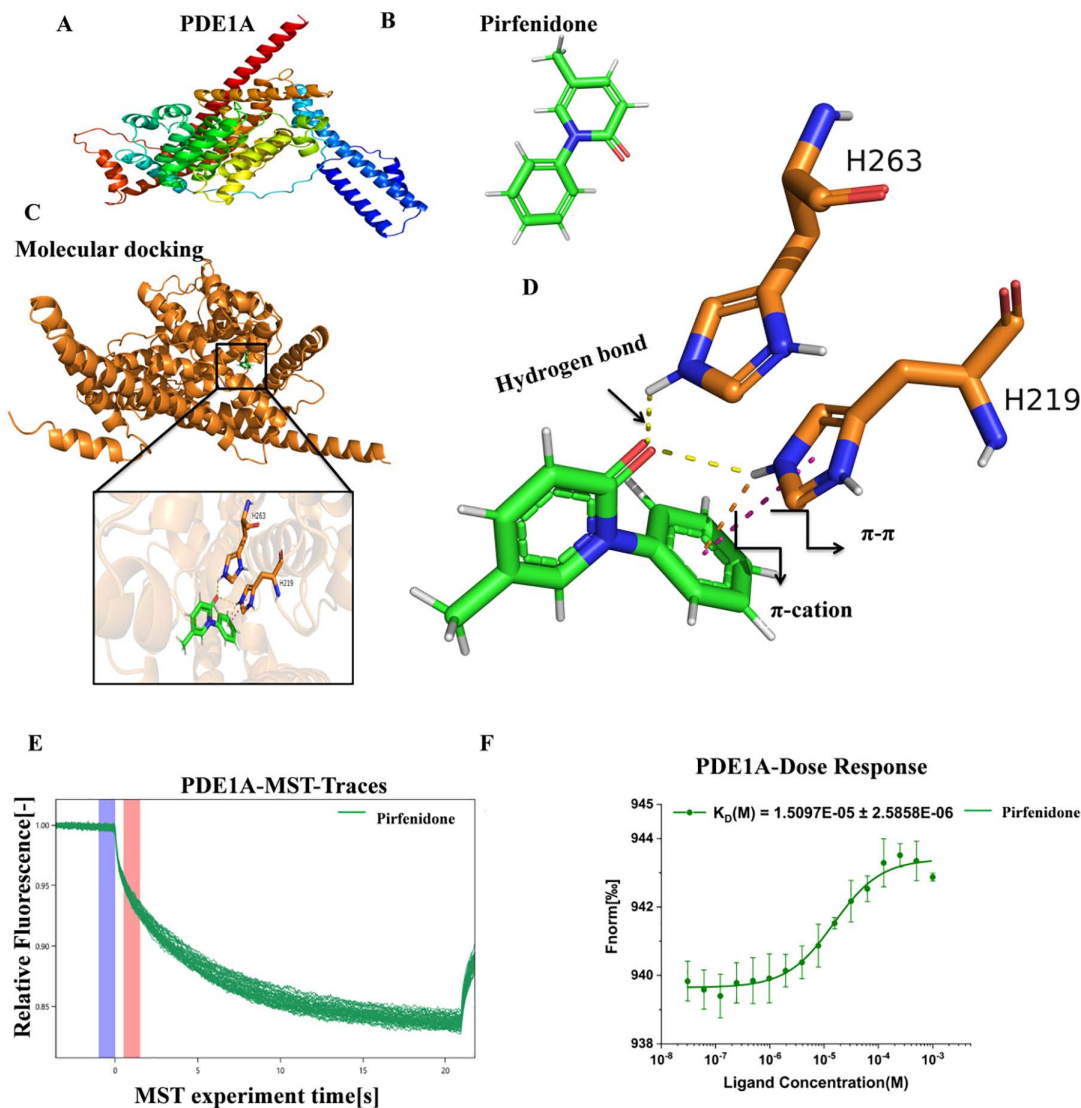 A
PDE1A
B
Pirfenidone
C
Molecular docking
H263
H219
D
H263
H219
Hydrogen bond
π-π
π-cation
E
PDE1A-MST-Traces
Pirfenidone
Relative Fluorescence[-]
1.00
0.95
0.90
0.85
0
5
10
15
20
MST experiment time[s]
F
PDE1A-Dose Response
K_D(M) = 1.5097E-05 ± 2.5858E-06
Pirfenidone
Fnorm[‰]
945
944
942
940
938
10⁻⁸
10⁻⁷
10⁻⁶
10⁻⁵
10⁻⁴
10⁻³
Ligand Concentration(M)